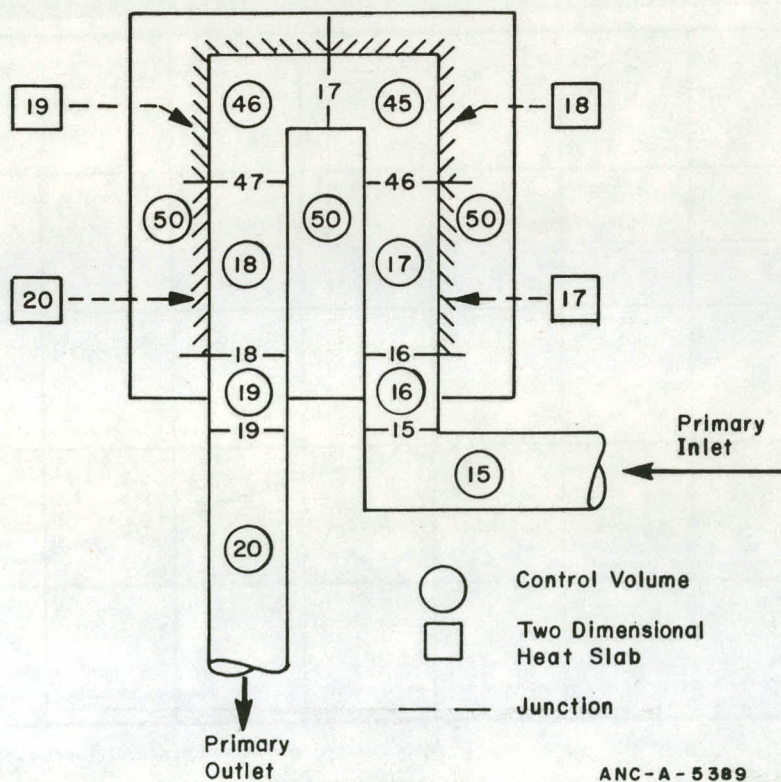 17
19
46
45
18
47
46
50
50
50
18
17
20
17
18
16
19
16
19
15
Primary
Inlet
15
20
Control Volume
Two Dimensional
Heat Slab
Junction
Primary
Outlet
ANC-A-5389